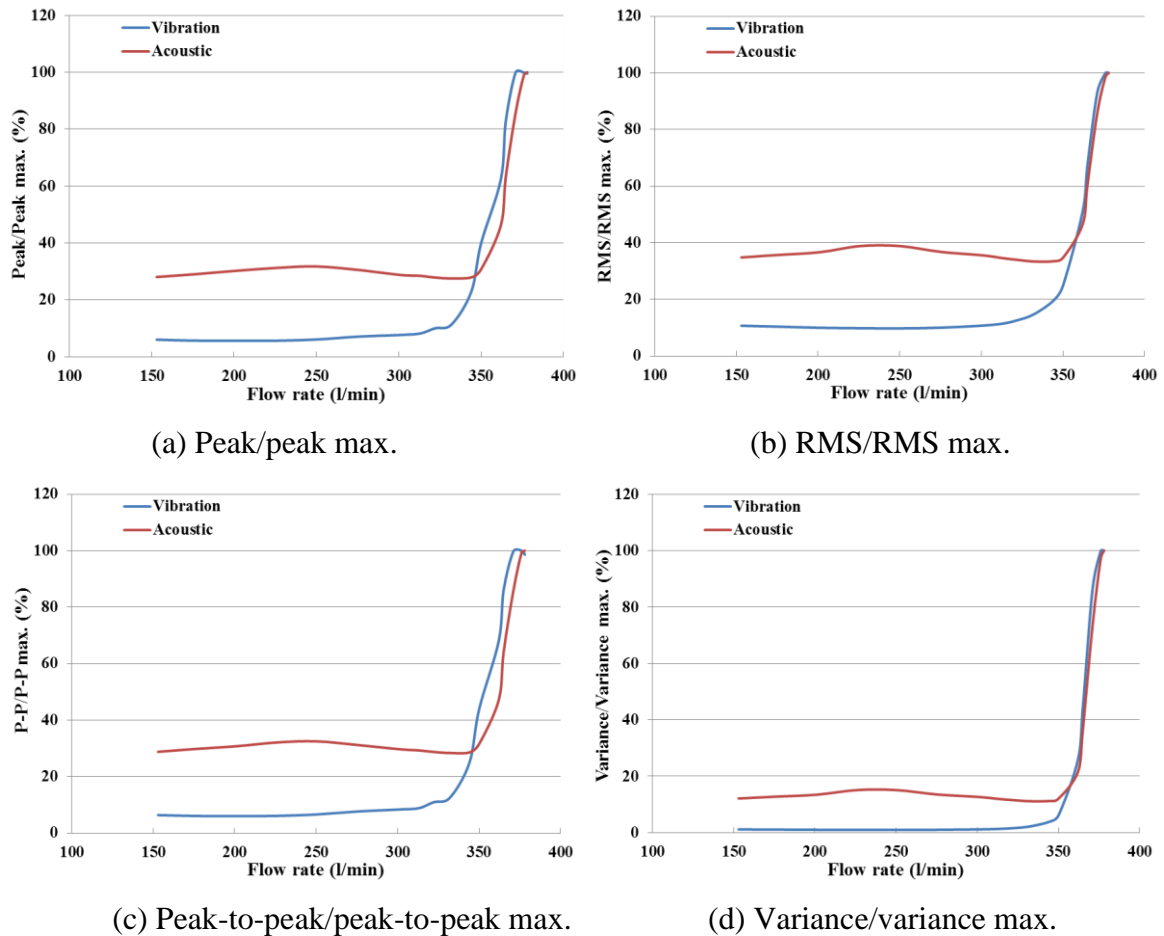 120
100
80
60
40
20
0
Peak/Peak max. (%)
Vibration
Acoustic
100 150 200 250 300 350 400
Flow rate (l/min)
(a) Peak/peak max.
120
100
80
60
40
20
0
RMS/RMS max. (%)
Vibration
Acoustic
100 150 200 250 300 350 400
Flow rate (l/min)
(b) RMS/RMS max.
120
100
80
60
40
20
0
P-P/P-P max. (%)
Vibration
Acoustic
100 150 200 250 300 350 400
Flow rate (l/min)
(c) Peak-to-peak/peak-to-peak max.
120
100
80
60
40
20
0
Variance/Variance max. (%)
Vibration
Acoustic
100 150 200 250 300 350 400
Flow rate (l/min)
(d) Variance/variance max.